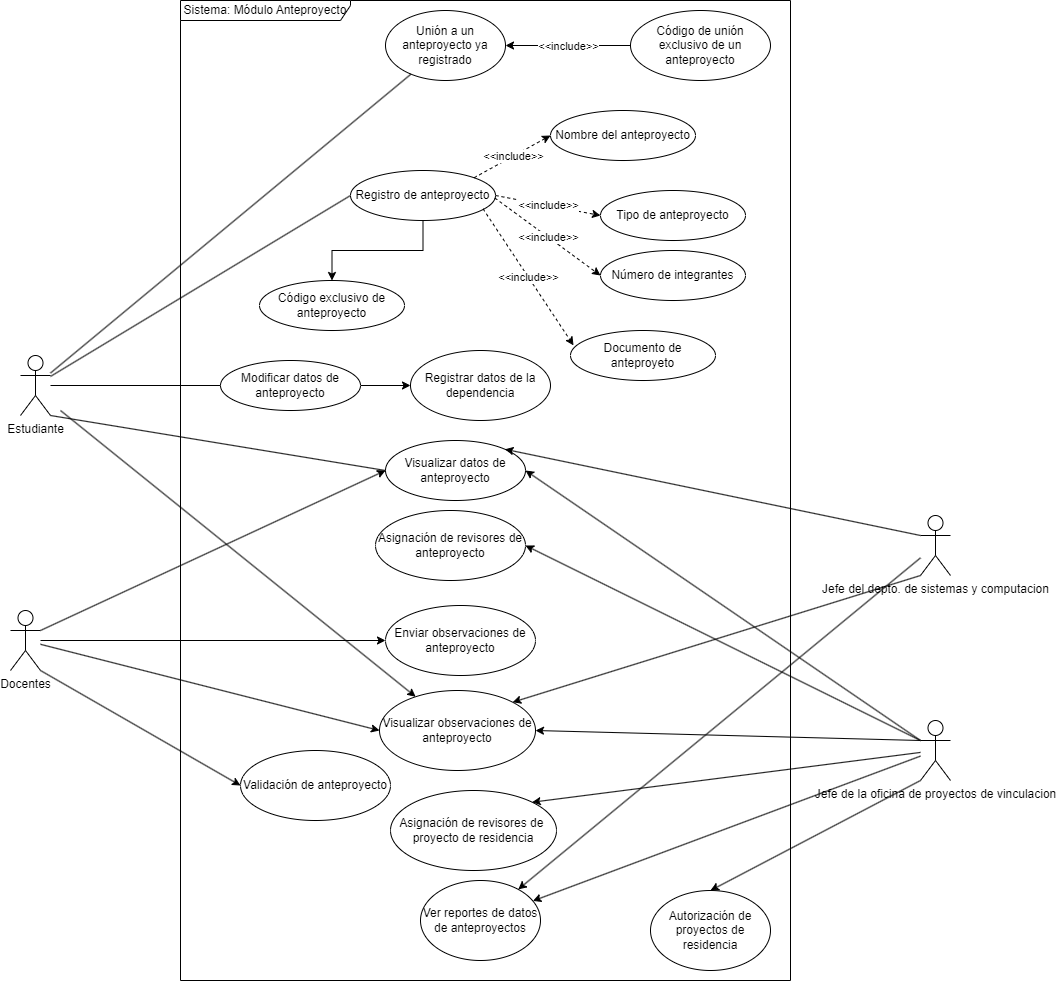 Sistema: Módulo Anteproyecto
Unión a un
anteproyecto ya
registrado
<<include>>
Código de unión
exclusivo de un
anteproyecto
Nombre del anteproyecto
<<include>>
Registro de anteproyecto
<<include>>
Tipo de anteproyecto
<<include>>
Número de integrantes
<<include>>
Código exclusivo de
anteproyecto
Documento de
anteproyeto
Modificar datos de
anteproyecto
Registrar datos de la
dependencia
Estudiante
Visualizar datos de
anteproyecto
Asignación de revisores de
anteproyecto
Jefe del depto. de sistemas y computacion
Enviar observaciones de
anteproyecto
Docentes
Visualizar observaciones de
anteproyecto
Validación de anteproyecto
Jefe de la oficina de proyectos de vinculacion
Asignación de revisores de
proyecto de residencia
Ver reportes de datos
de anteproyectos
Autorización de
proyectos de
residencia